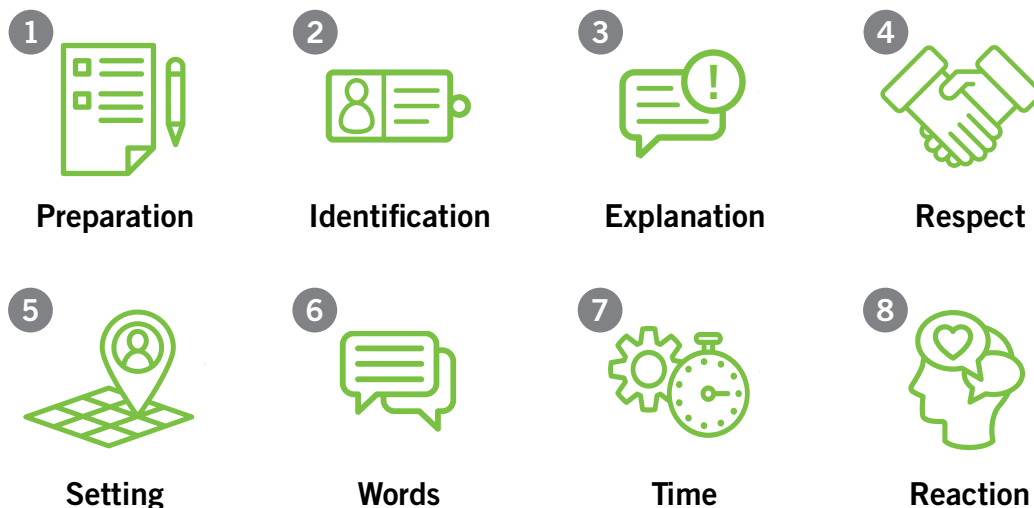 1 2 3 4
Preparation Identification Explanation Respect
5 6 7 8
Setting Words Time Reaction